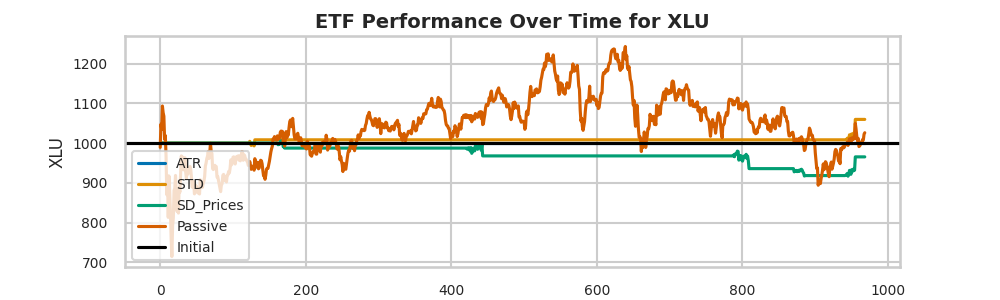 ETF Performance Over Time for XLU
XLU
1200
1100
1000
900
800
700
ATR
STD
SD_Prices
Passive
Initial
0
200
400
600
800
1000